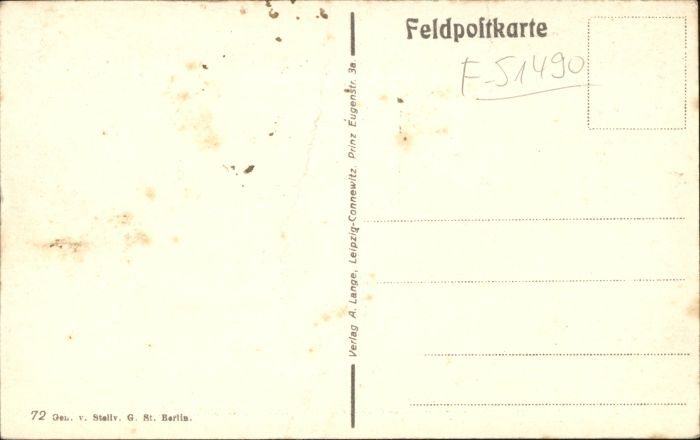 Feldpoſtkarte
F-51490
Verlag A. Lange, Leipzig-Connewitz, Prinz Eugenstr. 3a.
72 Gen. v. Stellv. G. St. Berlin.